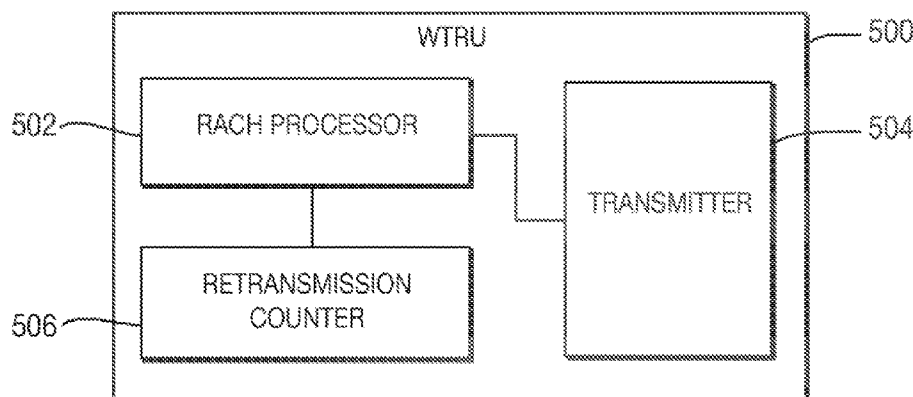 WTRU
500
502
RACH PROCESSOR
504
TRANSMITTER
RETRANSMISSION
COUNTER
506